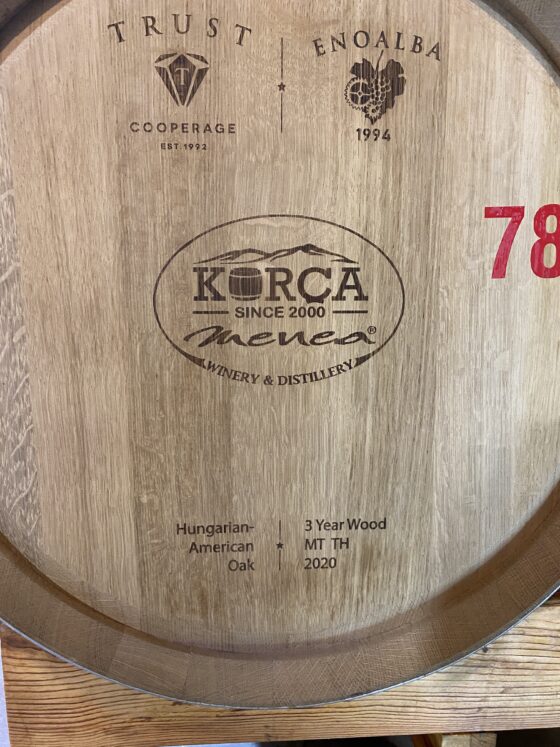 TRUST
COOPERAGE
EST. 1992
ENOALBA
1994
78
KORÇA
SINCE 2000
menea®
WINERY & DISTILLERY
Hungarian-
American
Oak
3 Year Wood
MT TH
2020